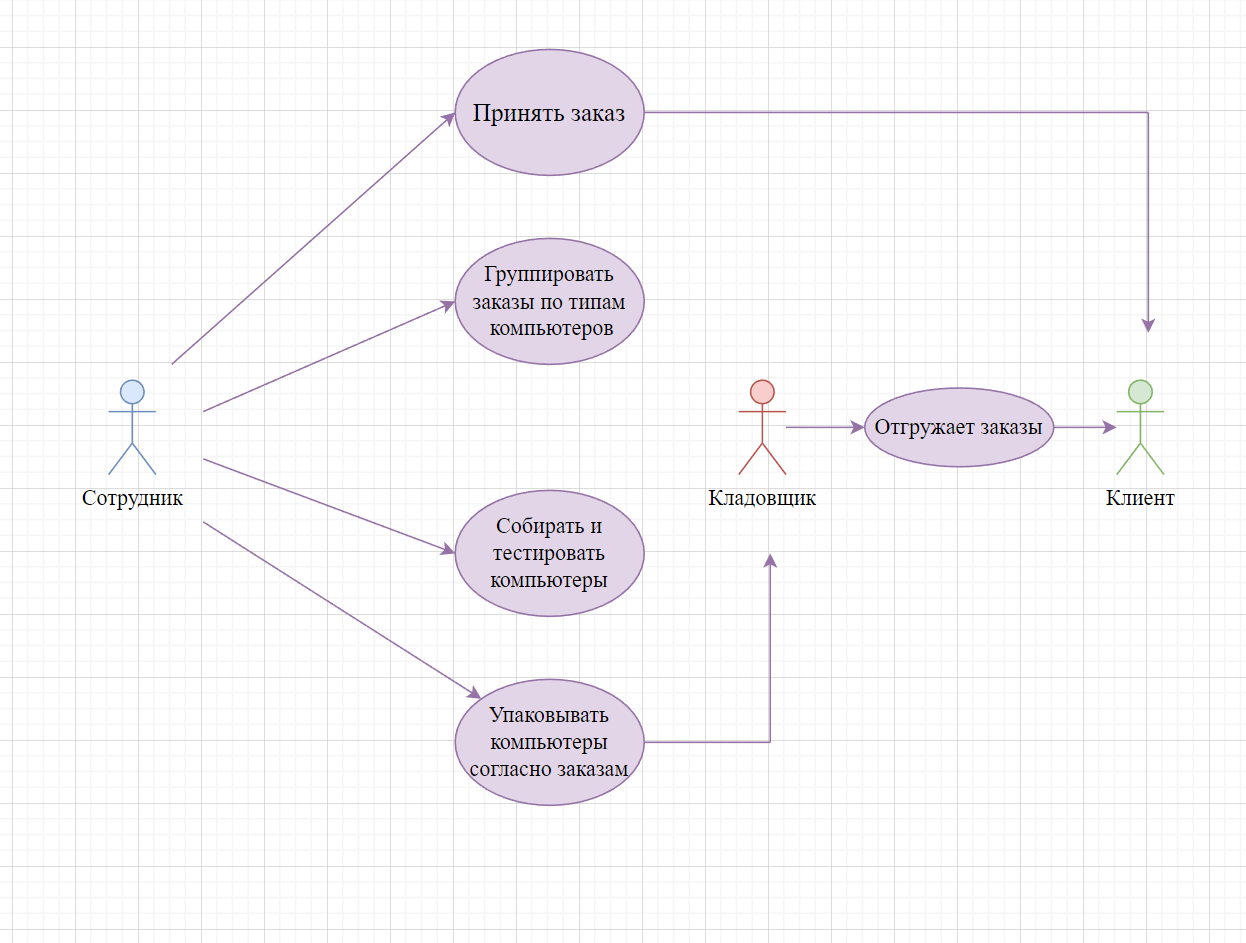 Принять заказ
Группировать
заказы по типам
компьютеров
Сотрудник
Кладовщик
Отгружает заказы
Клиент
Собирать и
тестировать
компьютеры
Упаковывать
компьютеры
согласно заказам